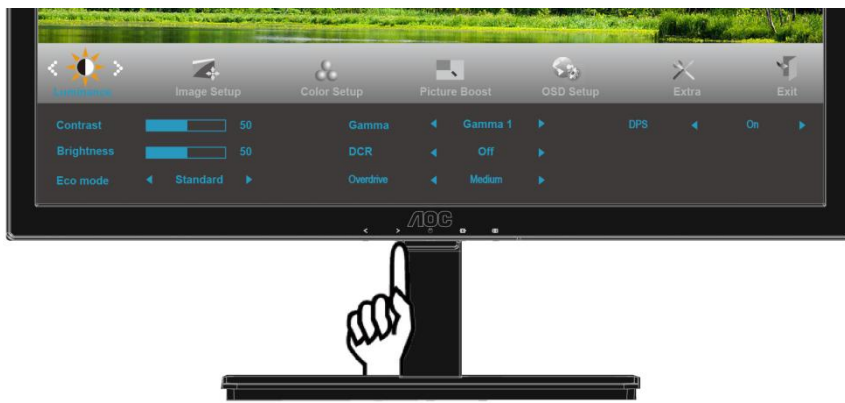 < >
Luminance Image Setup Color Setup Picture Boost OSD Setup Extra Exit
Contrast 50 Gamma Gamma 1 DPS On
Brightness 50 DCR Off
Eco mode Standard Overdrive Medium
AOC
< >